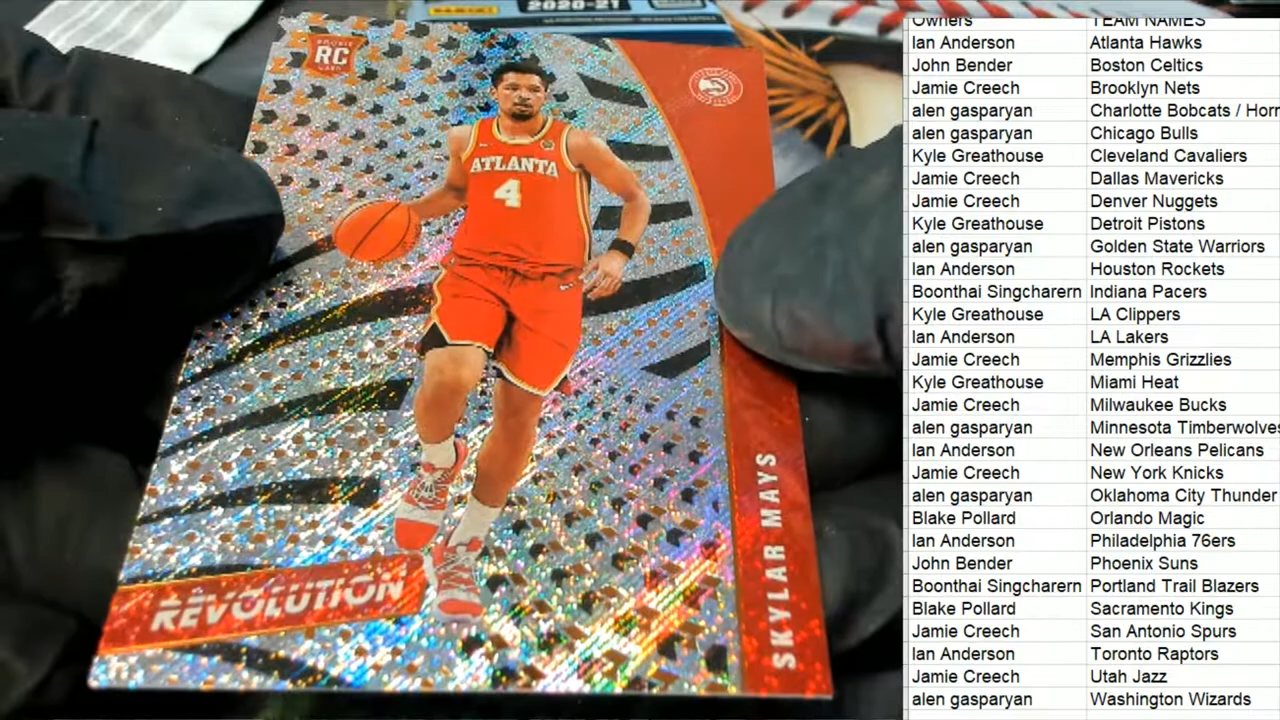 2020-21
ROOKIE
RC
CARD
ATLANTA
4
REVOLUTION
SKYLAR MAYS
Owners TEAM NAMES
Ian Anderson Atlanta Hawks
John Bender Boston Celtics
Jamie Creech Brooklyn Nets
alen gasparyan Charlotte Bobcats / Horn
alen gasparyan Chicago Bulls
Kyle Greathouse Cleveland Cavaliers
Jamie Creech Dallas Mavericks
Jamie Creech Denver Nuggets
Kyle Greathouse Detroit Pistons
alen gasparyan Golden State Warriors
Ian Anderson Houston Rockets
Boonthai Singcharern Indiana Pacers
Kyle Greathouse LA Clippers
Ian Anderson LA Lakers
Jamie Creech Memphis Grizzlies
Kyle Greathouse Miami Heat
Jamie Creech Milwaukee Bucks
alen gasparyan Minnesota Timberwolves
Ian Anderson New Orleans Pelicans
Jamie Creech New York Knicks
alen gasparyan Oklahoma City Thunder
Blake Pollard Orlando Magic
Ian Anderson Philadelphia 76ers
John Bender Phoenix Suns
Boonthai Singcharern Portland Trail Blazers
Blake Pollard Sacramento Kings
Jamie Creech San Antonio Spurs
Ian Anderson Toronto Raptors
Jamie Creech Utah Jazz
alen gasparyan Washington Wizards